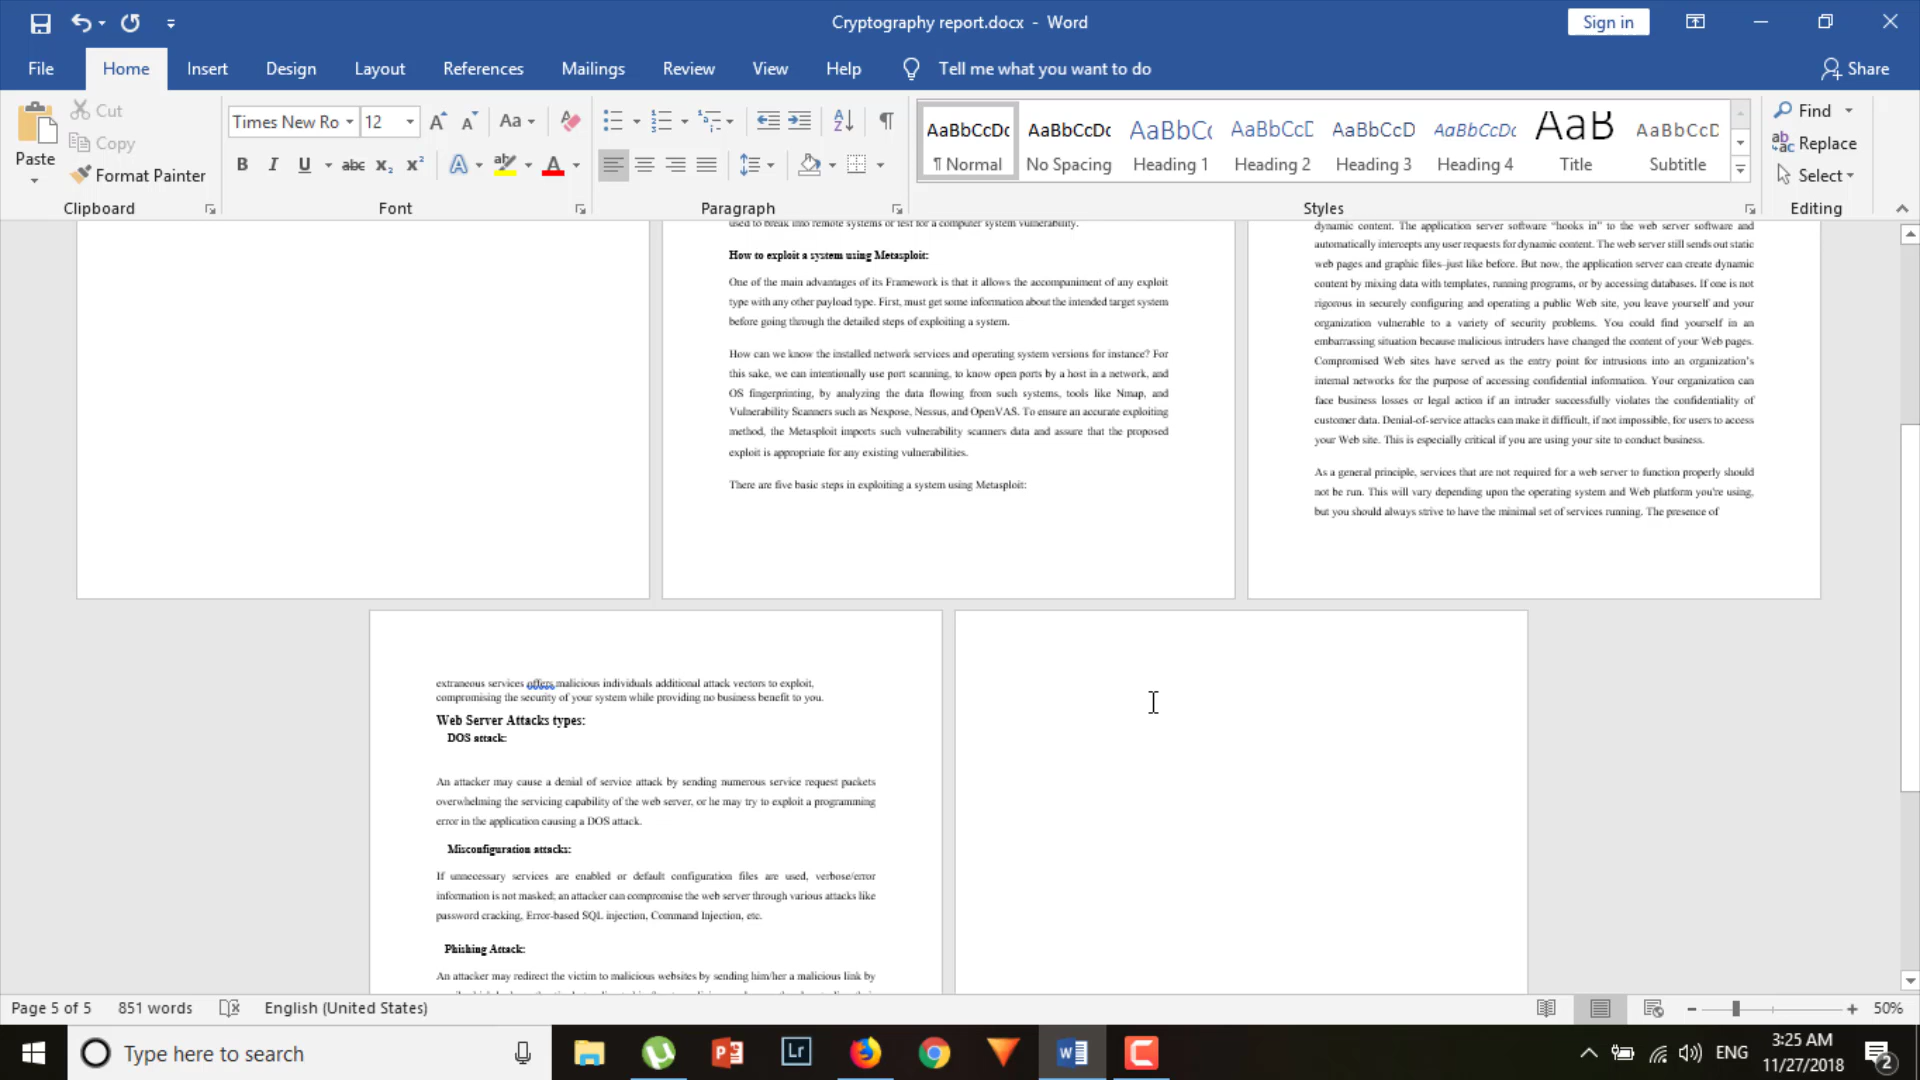 Cryptography report.docx - Word
Sign in
File
Home
Insert
Design
Layout
References
Mailings
Review
View
Help
Tell me what you want to do
Share
Paste
Cut
Copy
Format Painter
Clipboard
Times New Ro
12
Aa
Font
Paragraph
AaBbCcDc
¶ Normal
AaBbCcDc
No Spacing
AaBbC(
Heading 1
AaBbCcE
Heading 2
AaBbCcD
Heading 3
AaBbCcDc
Heading 4
AaB
Title
AaBbCcD
Subtitle
Styles
Find
Replace
Select
Editing
used to break into remote systems or test for a computer system vulnerability.
How to exploit a system using Metasploit:
One of the main advantages of its Framework is that it allows the accompaniment of any exploit
type with any other payload type. First, must get some information about the intended target system
before going through the detailed steps of exploiting a system.
How can we know the installed network services and operating system versions for instance? For
this sake, we can intentionally use port scanning, to know open ports by a host in a network, and
OS fingerprinting, by analyzing the data flowing from such systems, tools like Nmap, and
Vulnerability Scanners such as Nexpose, Nessus, and OpenVAS. To ensure an accurate exploiting
method, the Metasploit imports such vulnerability scanners data and assure that the proposed
exploit is appropriate for any existing vulnerabilities.
There are five basic steps in exploiting a system using Metasploit:
dynamic content. The application server software “hooks in” to the web server software and
automatically intercepts any user requests for dynamic content. The web server still sends out static
web pages and graphic files–just like before. But now, the application server can create dynamic
content by mixing data with templates, running programs, or by accessing databases. If one is not
rigorous in securely configuring and operating a public Web site, you leave yourself and your
organization vulnerable to a variety of security problems. You could find yourself in an
embarrassing situation because malicious intruders have changed the content of your Web pages.
Compromised Web sites have served as the entry point for intrusions into an organization’s
internal networks for the purpose of accessing confidential information. Your organization can
face business losses or legal action if an intruder successfully violates the confidentiality of
customer data. Denial-of-service attacks can make it difficult, if not impossible, for users to access
your Web site. This is especially critical if you are using your site to conduct business.
As a general principle, services that are not required for a web server to function properly should
not be run. This will vary depending upon the operating system and Web platform you're using,
but you should always strive to have the minimal set of services running. The presence of
extraneous services offers malicious individuals additional attack vectors to exploit,
compromising the security of your system while providing no business benefit to you.
Web Server Attacks types:
DOS attack:
An attacker may cause a denial of service attack by sending numerous service request packets
overwhelming the servicing capability of the web server, or he may try to exploit a programming
error in the application causing a DOS attack.
Misconfiguration attacks:
If unnecessary services are enabled or default configuration files are used, verbose/error
information is not masked; an attacker can compromise the web server through various attacks like
password cracking, Error-based SQL injection, Command Injection, etc.
Phishing Attack:
An attacker may redirect the victim to malicious websites by sending him/her a malicious link by
Page 5 of 5
851 words
English (United States)
50%
Type here to search
ENG
3:25 AM
11/27/2018
2